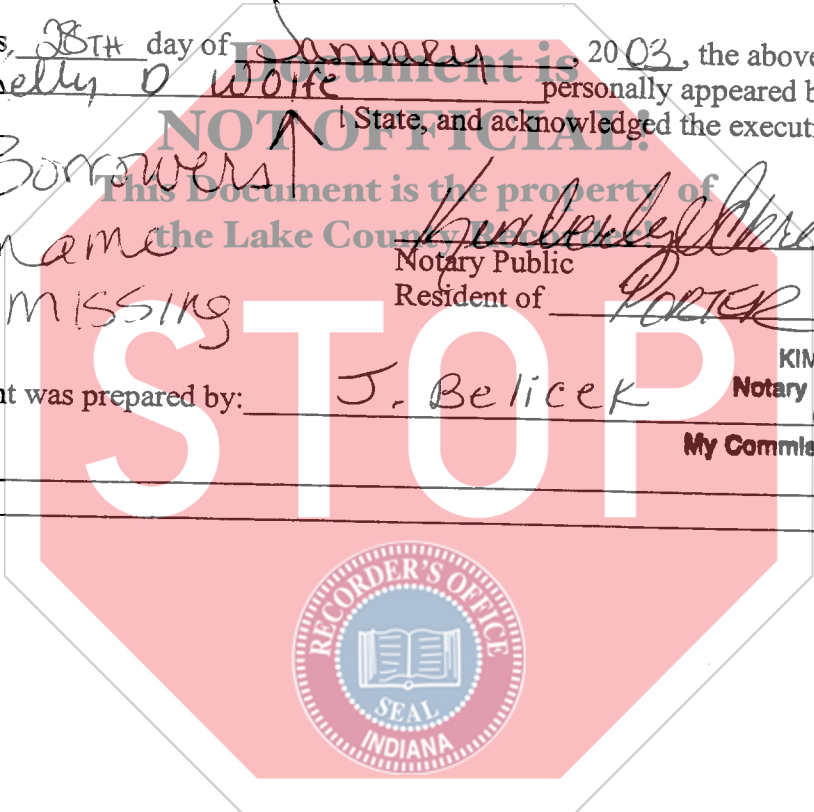 s, 28TH day of January, 2003, the above
Document is
elly D Wolfe personally appeared b
NOT OFFICIAL!
State, and acknowledged the executi
Borrowers
This Document is the property of
name
the Lake County Recorder!
Notary Public
missing
Resident of PORTER
STOP
KIM
nt was prepared by: J. Belicek
Notary
My Commis
RECORDER'S OFFICE
SEAL
INDIANA